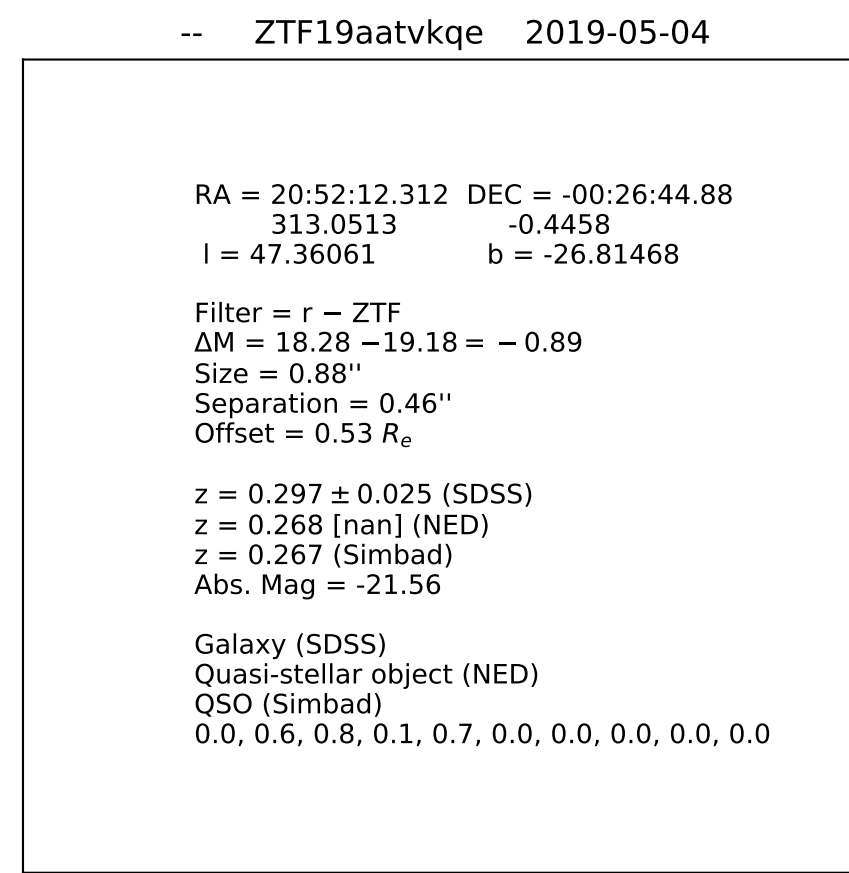 -- ZTF19aatvkqe 2019-05-04
RA = 20:52:12.312 DEC = -00:26:44.88
313.0513 -0.4458
l = 47.36061 b = -26.81468
Filter = r − ZTF
ΔM = 18.28 −19.18 = − 0.89
Size = 0.88''
Separation = 0.46''
Offset = 0.53 Rₑ
z = 0.297 ± 0.025 (SDSS)
z = 0.268 [nan] (NED)
z = 0.267 (Simbad)
Abs. Mag = -21.56
Galaxy (SDSS)
Quasi-stellar object (NED)
QSO (Simbad)
0.0, 0.6, 0.8, 0.1, 0.7, 0.0, 0.0, 0.0, 0.0, 0.0